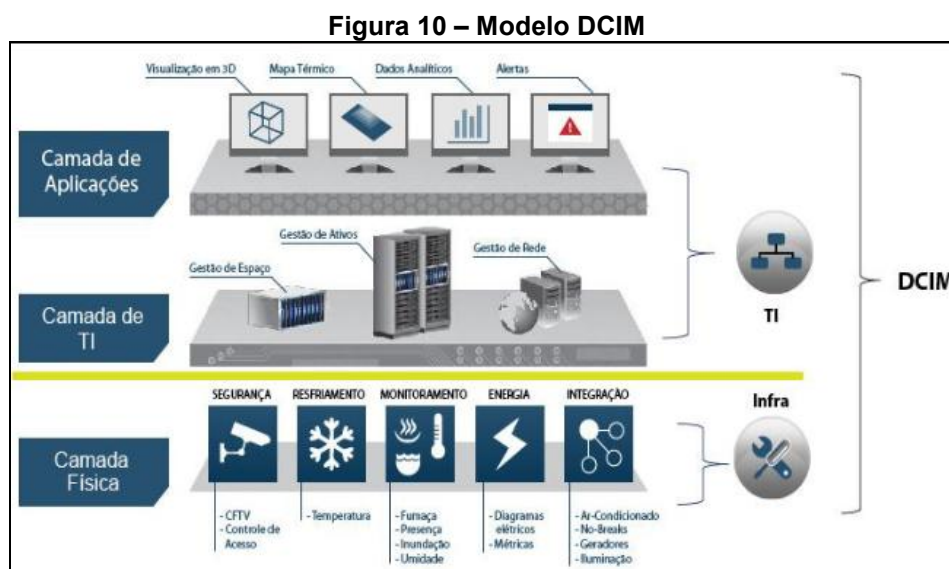 Figura 10 – Modelo DCIM
Visualização em 3D
Mapa Térmico
Dados Analíticos
Alertas
Camada de
Aplicações
Gestão de Ativos
Gestão de Espaço
Gestão de Rede
Camada de
TI
TI
DCIM
SEGURANÇA
RESFRIAMENTO
MONITORAMENTO
ENERGIA
INTEGRAÇÃO
Infra
Camada
Física
- CFTV
- Controle de
Acesso
- Temperatura
- Fumaça
- Presença
- Inundação
- Umidade
- Diagramas
elétricos
- Métricas
- Ar-Condicionado
- No-Breaks
- Geradores
- Iluminação